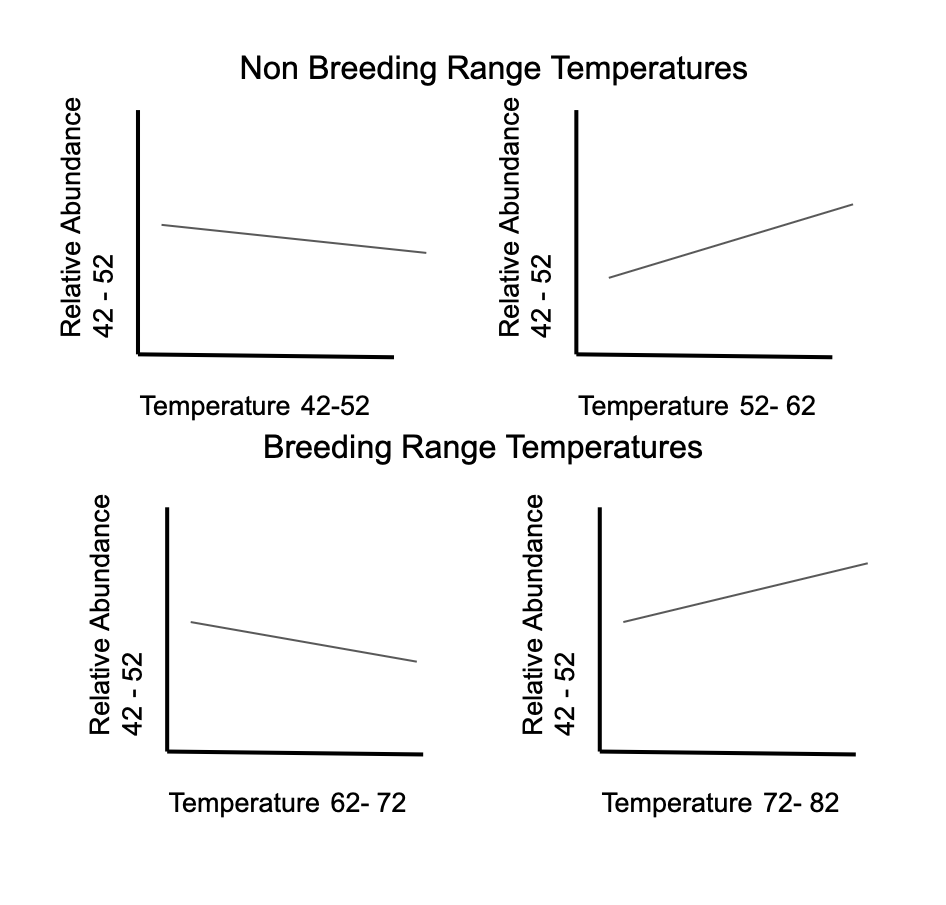 Non Breeding Range Temperatures
Relative Abundance
42 - 52
Temperature 42-52
Relative Abundance
42 - 52
Temperature 52- 62
Breeding Range Temperatures
Relative Abundance
42 - 52
Temperature 62- 72
Relative Abundance
42 - 52
Temperature 72- 82